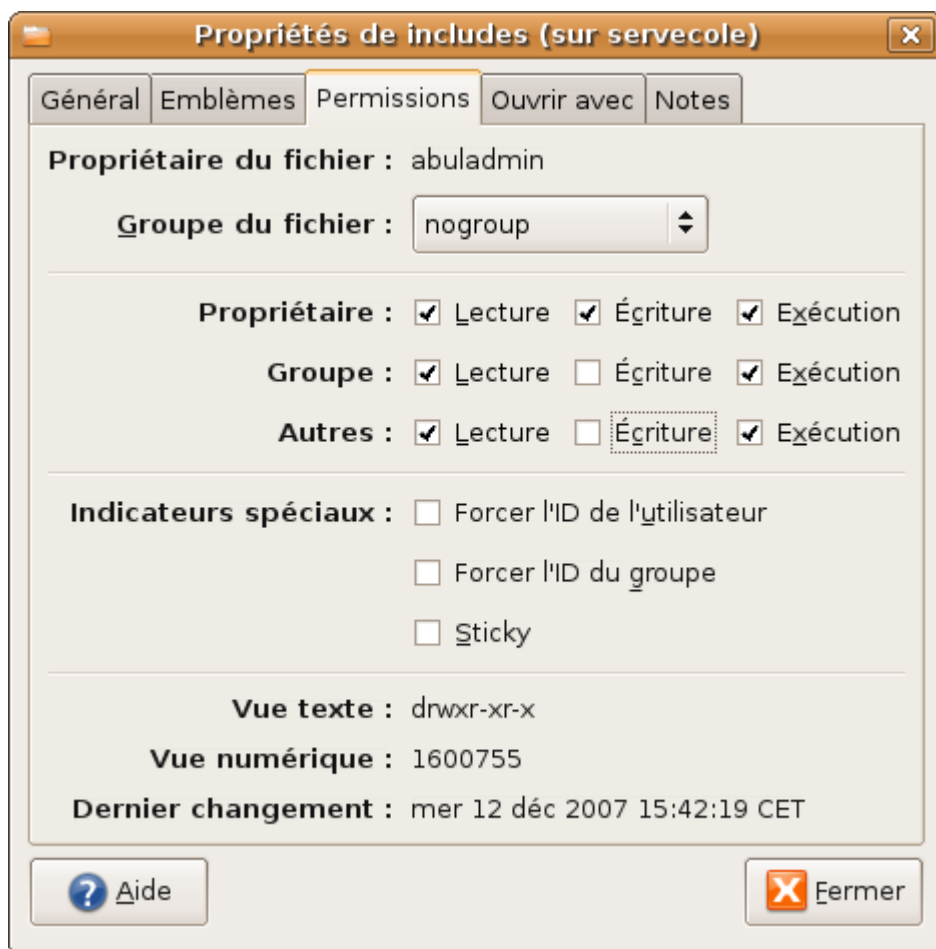 Propriétés de includes (sur servecole)
Général Emblèmes Permissions Ouvrir avec Notes
Propriétaire du fichier : abuladmin
Groupe du fichier : nogroup
Propriétaire : Lecture Écriture Exécution
Groupe : Lecture Écriture Exécution
Autres : Lecture Écriture Exécution
Indicateurs spéciaux : Forcer l'ID de l'utilisateur
Forcer l'ID du groupe
Sticky
Vue texte : drwxr-xr-x
Vue numérique : 1600755
Dernier changement : mer 12 déc 2007 15:42:19 CET
Aide Fermer